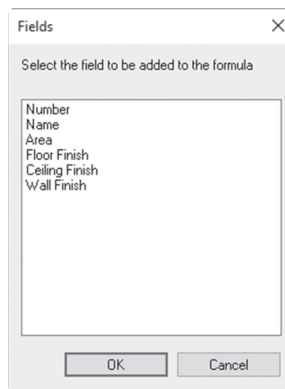 Fields
Select the field to be added to the formula
Number
Name
Area
Floor Finish
Ceiling Finish
Wall Finish
OK
Cancel